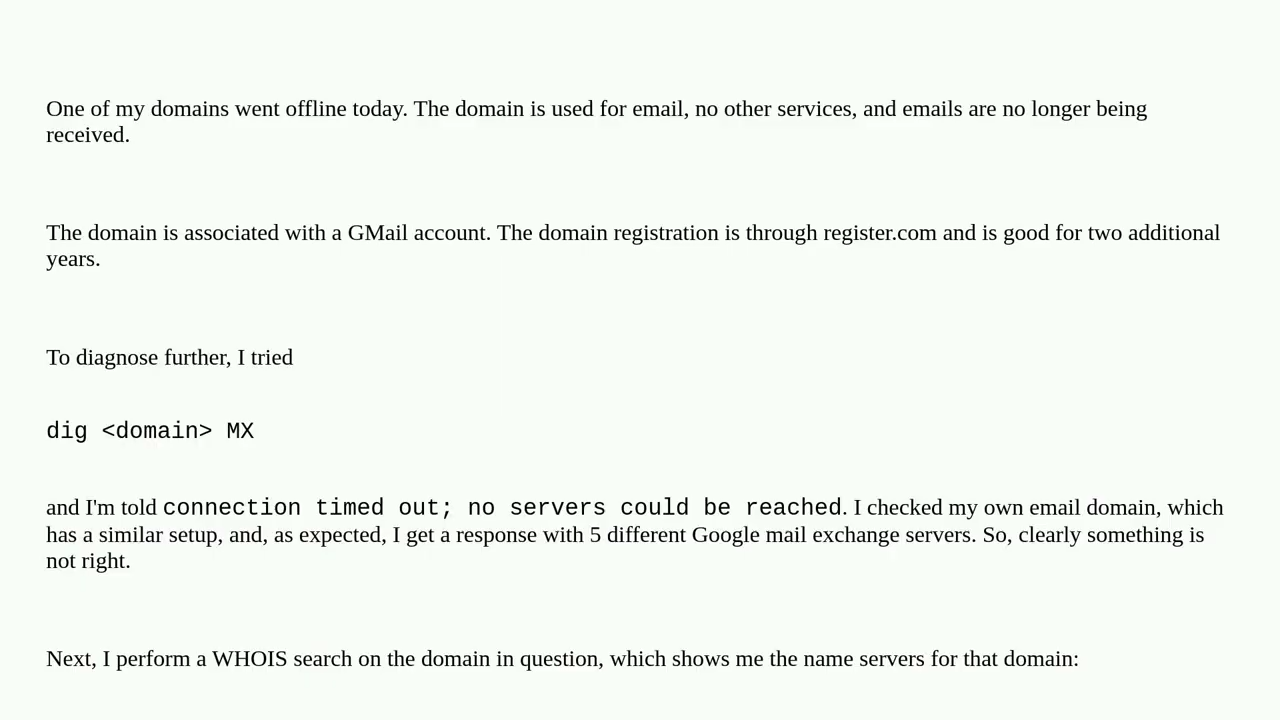 One of my domains went offline today. The domain is used for email, no other services, and emails are no longer being
received.
The domain is associated with a GMail account. The domain registration is through register.com and is good for two additional
years.
To diagnose further, I tried
dig <domain> MX
and I'm told connection timed out; no servers could be reached. I checked my own email domain, which
has a similar setup, and, as expected, I get a response with 5 different Google mail exchange servers. So, clearly something is
not right.
Next, I perform a WHOIS search on the domain in question, which shows me the name servers for that domain: